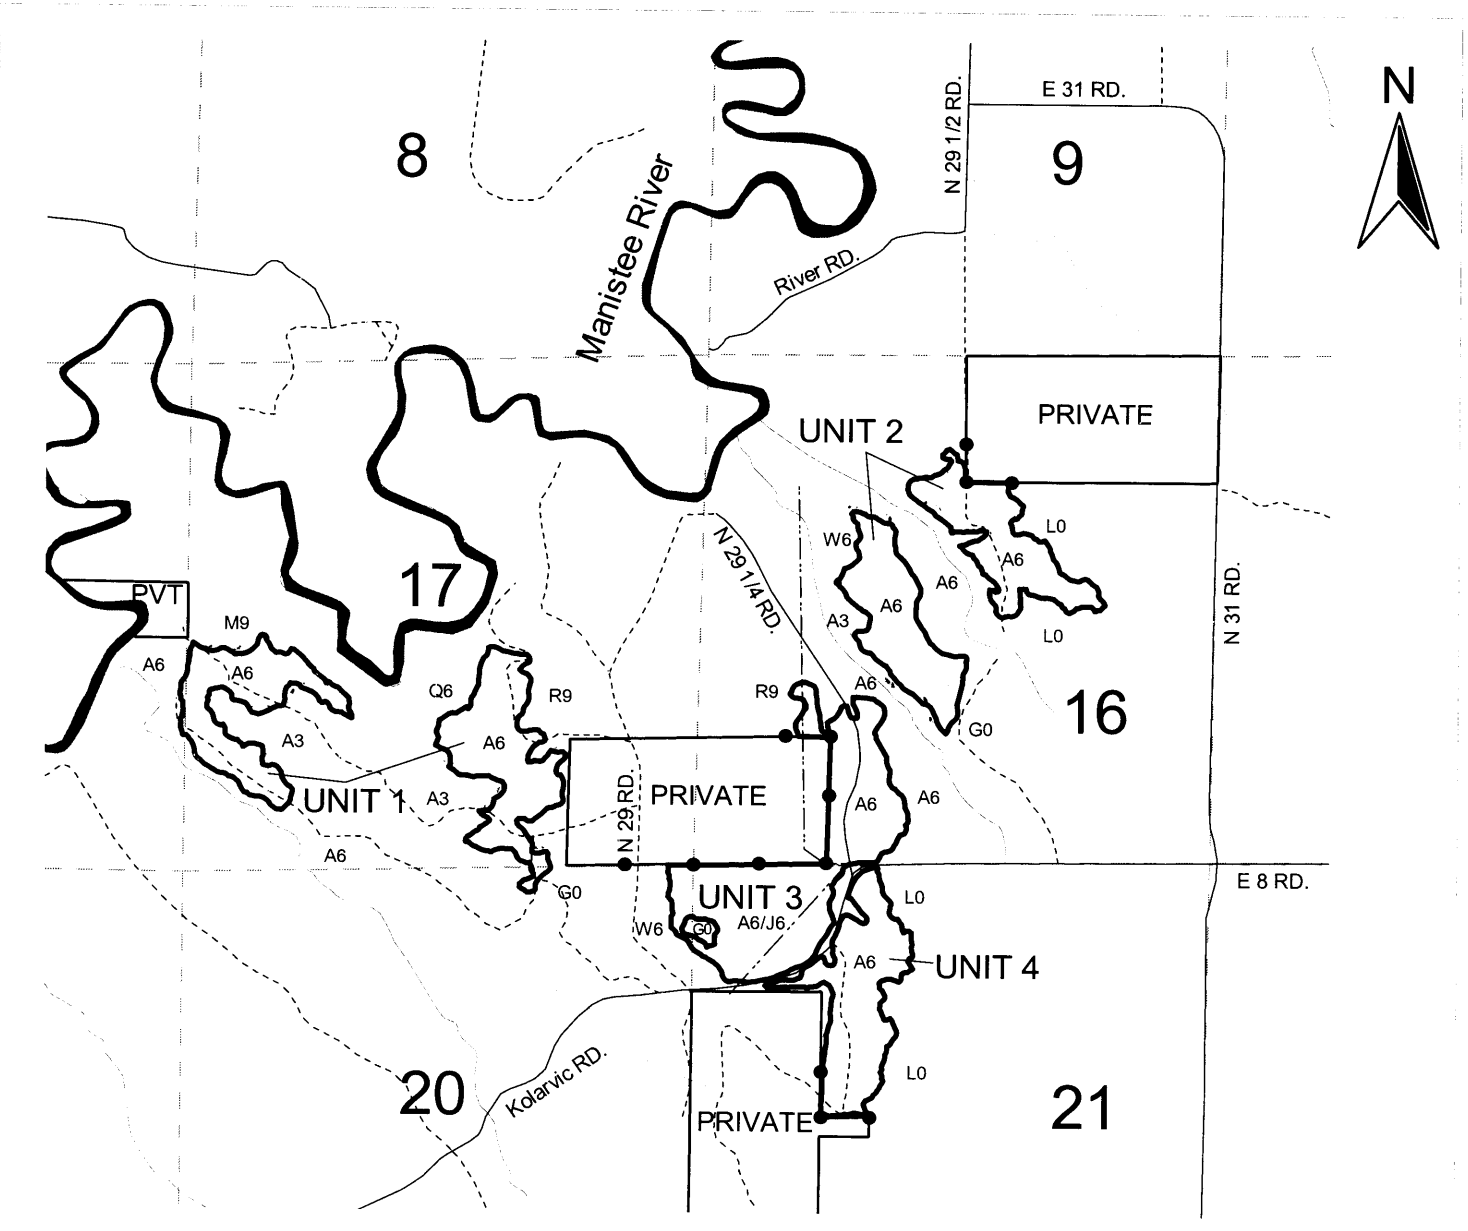 N
E 31 RD.
N 29 1/2 RD.
8
9
Manistee River
River RD.
PRIVATE
UNIT 2
L0
W6
A6
A6
17
PVT
N 29 1/4 RD.
A6
N 31 RD.
M9
A3
L0
A6
A6
Q6
R9
R9
A6
16
G0
A3
A6
UNIT 1
A3
N 29 RD.
PRIVATE
A6
A6
A6
E 8 RD.
G0
UNIT 3
L0
W6
G0
A6/J6
A6
UNIT 4
20
Kolarvic RD.
L0
21
PRIVATE